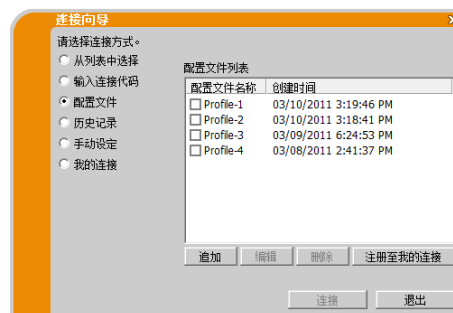 连接向导
请选择连接方式。
从列表中选择
输入连接代码
配置文件
历史记录
手动设定
我的连接
配置文件列表
配置文件名称 创建时间
Profile-1 03/10/2011 3:19:46 PM
Profile-2 03/10/2011 3:18:41 PM
Profile-3 03/09/2011 6:24:53 PM
Profile-4 03/08/2011 2:41:37 PM
追加 编辑 删除 注册至我的连接
连接 退出